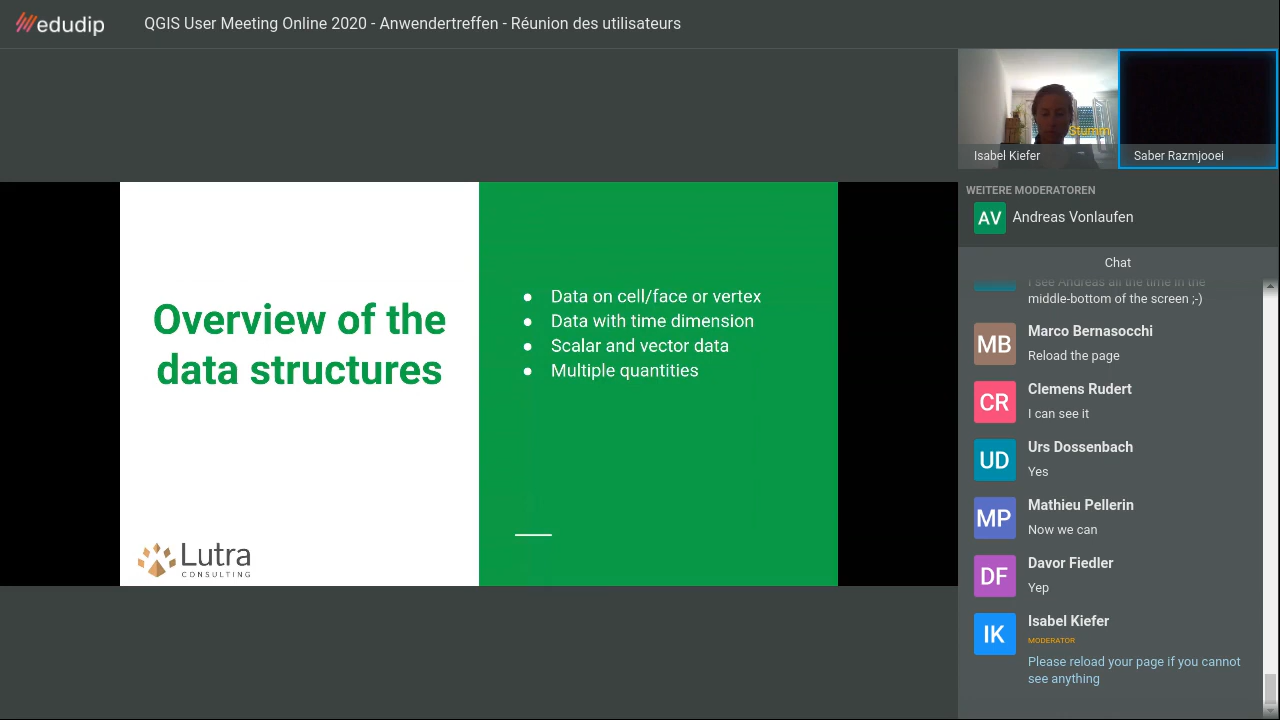 edudip
QGIS User Meeting Online 2020 - Anwendertreffen - Réunion des utilisateurs
Stumm
Isabel Kiefer
Saber Razmjooei
WEITERE MODERATOREN
AV
Andreas Vonlaufen
Chat
Overview of the
data structures
Lutra
CONSULTING
● Data on cell/face or vertex
● Data with time dimension
● Scalar and vector data
● Multiple quantities
I see Andreas all the time in the
middle-bottom of the screen ;-)
MB
Marco Bernasocchi
Reload the page
CR
Clemens Rudert
I can see it
UD
Urs Dossenbach
Yes
MP
Mathieu Pellerin
Now we can
DF
Davor Fiedler
Yep
IK
Isabel Kiefer
MODERATOR
Please reload your page if you cannot
see anything